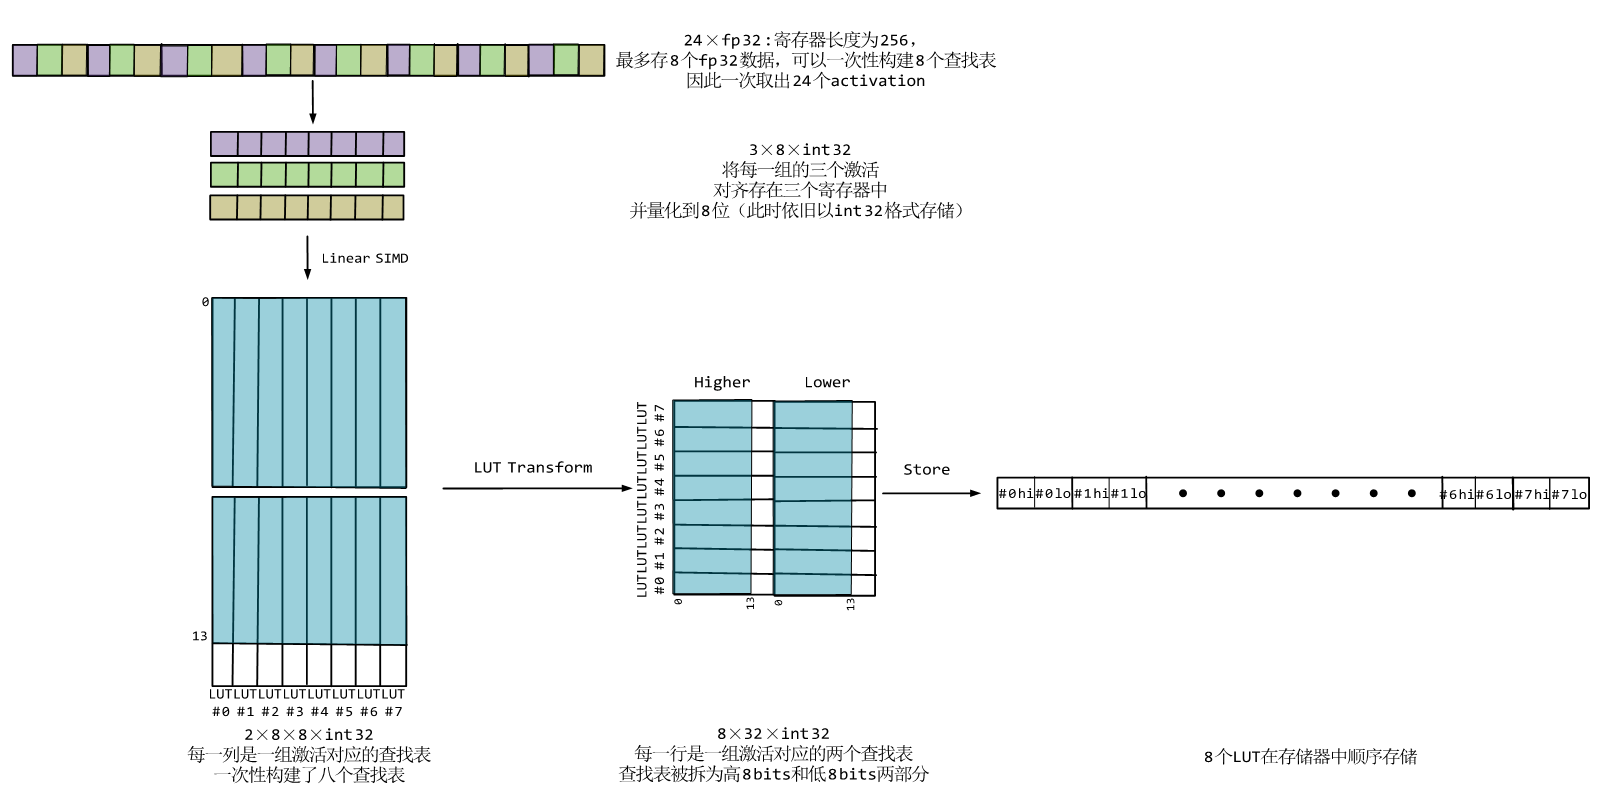 24×fp32:寄存器长度为256,
最多存8个fp32数据，可以一次性构建8个查找表
因此一次取出24个activation
3×8×int32
将每一组的三个激活
对齐存在三个寄存器中
并量化到8位（此时依旧以int32格式存储）
Linear SIMD
0
13
LUT LUT LUT LUT LUT LUT LUT LUT
#0 #1 #2 #3 #4 #5 #6 #7
2×8×8×int32
每一列是一组激活对应的查找表
一次性构建了八个查找表
LUT Transform
Higher Lower
LUT LUT LUT LUT LUT LUT LUT LUT
#0 #1 #2 #3 #4 #5 #6 #7
0 13 0 13
8×32×int32
每一行是一组激活对应的两个查找表
查找表被拆为高8bits和低8bits两部分
Store
#0hi #0lo #1hi #1lo #6hi #6lo #7hi #7lo
8个LUT在存储器中顺序存储